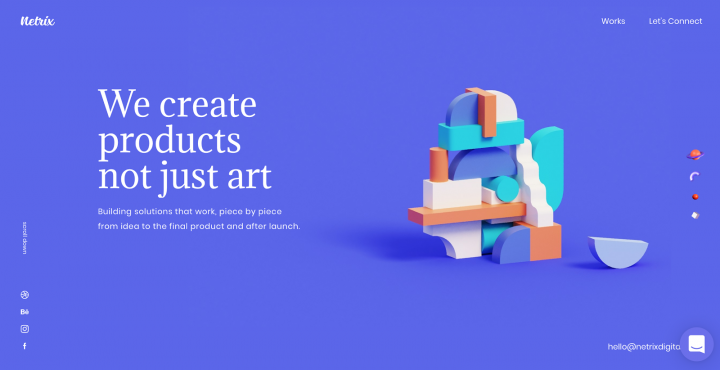 Netrix
Works
Let's Connect
We create
products
not just art
Building solutions that work, piece by piece
from idea to the final product and after launch.
scroll down
Bē
f
hello@netrixdigita